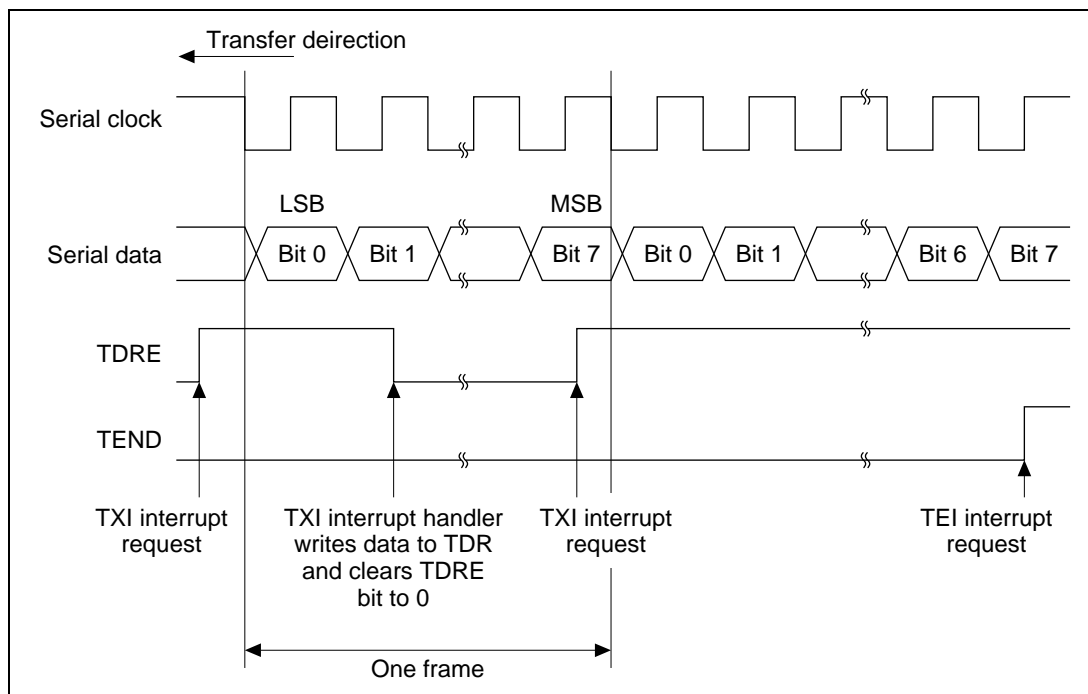 Transfer deirection
Serial clock
LSB
MSB
Serial data
Bit 0
Bit 1
Bit 7
Bit 0
Bit 1
Bit 6
Bit 7
TDRE
TEND
TXI interrupt
request
TXI interrupt handler
writes data to TDR
and clears TDRE
bit to 0
TXI interrupt
request
TEI interrupt
request
One frame